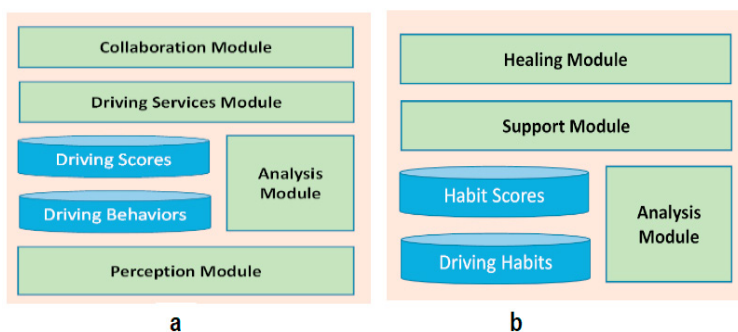 Collaboration Module
Driving Services Module
Driving Scores
Driving Behaviors
Analysis
Module
Perception Module
a
Healing Module
Support Module
Habit Scores
Driving Habits
Analysis
Module
b